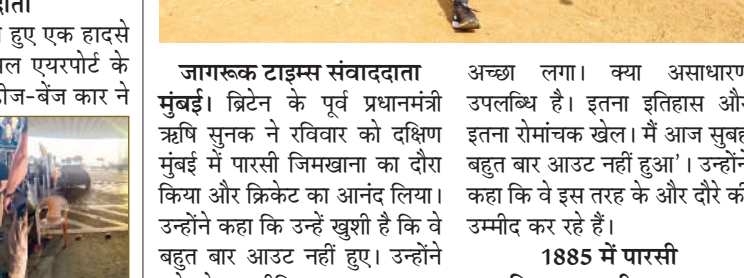 हुए एक हादसे
एयरपोर्ट के
कार ने
जागरूक टाइम्स संवाददाता
मुंबई। ब्रिटेन के पूर्व प्रधानमंत्री
ऋषि सुनक ने रविवार को दक्षिण
मुंबई में पारसी जिमखाना का दौरा
किया और क्रिकेट का आनंद लिया।
उन्होंने कहा कि उन्हें खुशी है कि वे
बहुत बार आउट नहीं हुए। उन्होंने
अच्छा लगा। क्या असाधारण
उपलब्धि है। इतना इतिहास और
इतना रोमांचक खेल। मैं आज सुबह
बहुत बार आउट नहीं हुआ'। उन्होंने
कहा कि वे इस तरह के और दौरे की
उम्मीद कर रहे हैं।
1885 में पारसी